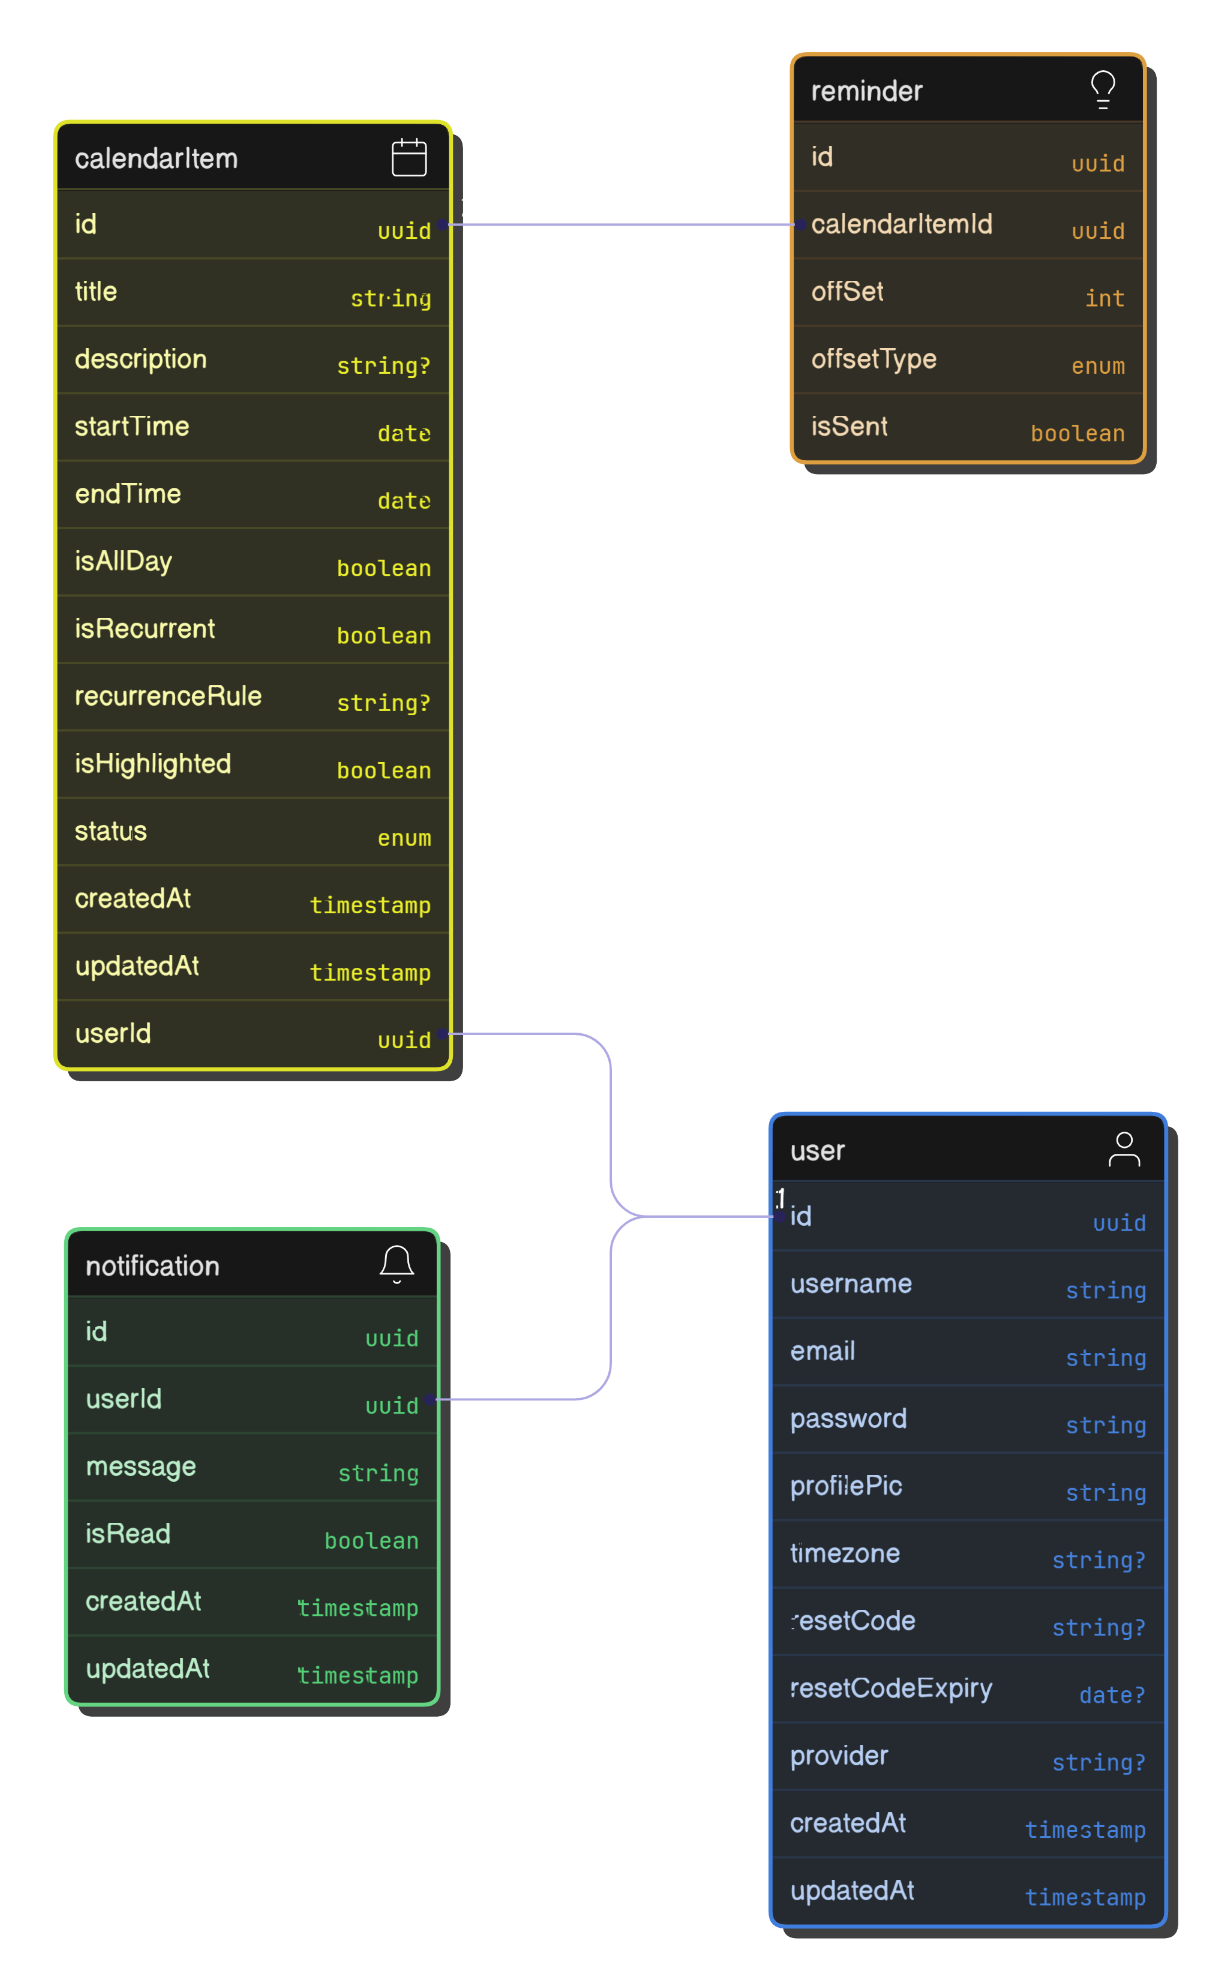 calendarItem
id uuid
title string
description string?
startTime date
endTime date
isAllDay boolean
isRecurrent boolean
recurrenceRule string?
isHighlighted boolean
status enum
createdAt timestamp
updatedAt timestamp
userId uuid
reminder
id uuid
calendarItemId uuid
offSet int
offsetType enum
isSent boolean
notification
id uuid
userId uuid
message string
isRead boolean
createdAt timestamp
updatedAt timestamp
user
1
id uuid
username string
email string
password string
profilePic string
timezone string?
resetCode string?
resetCodeExpiry date?
provider string?
createdAt timestamp
updatedAt timestamp